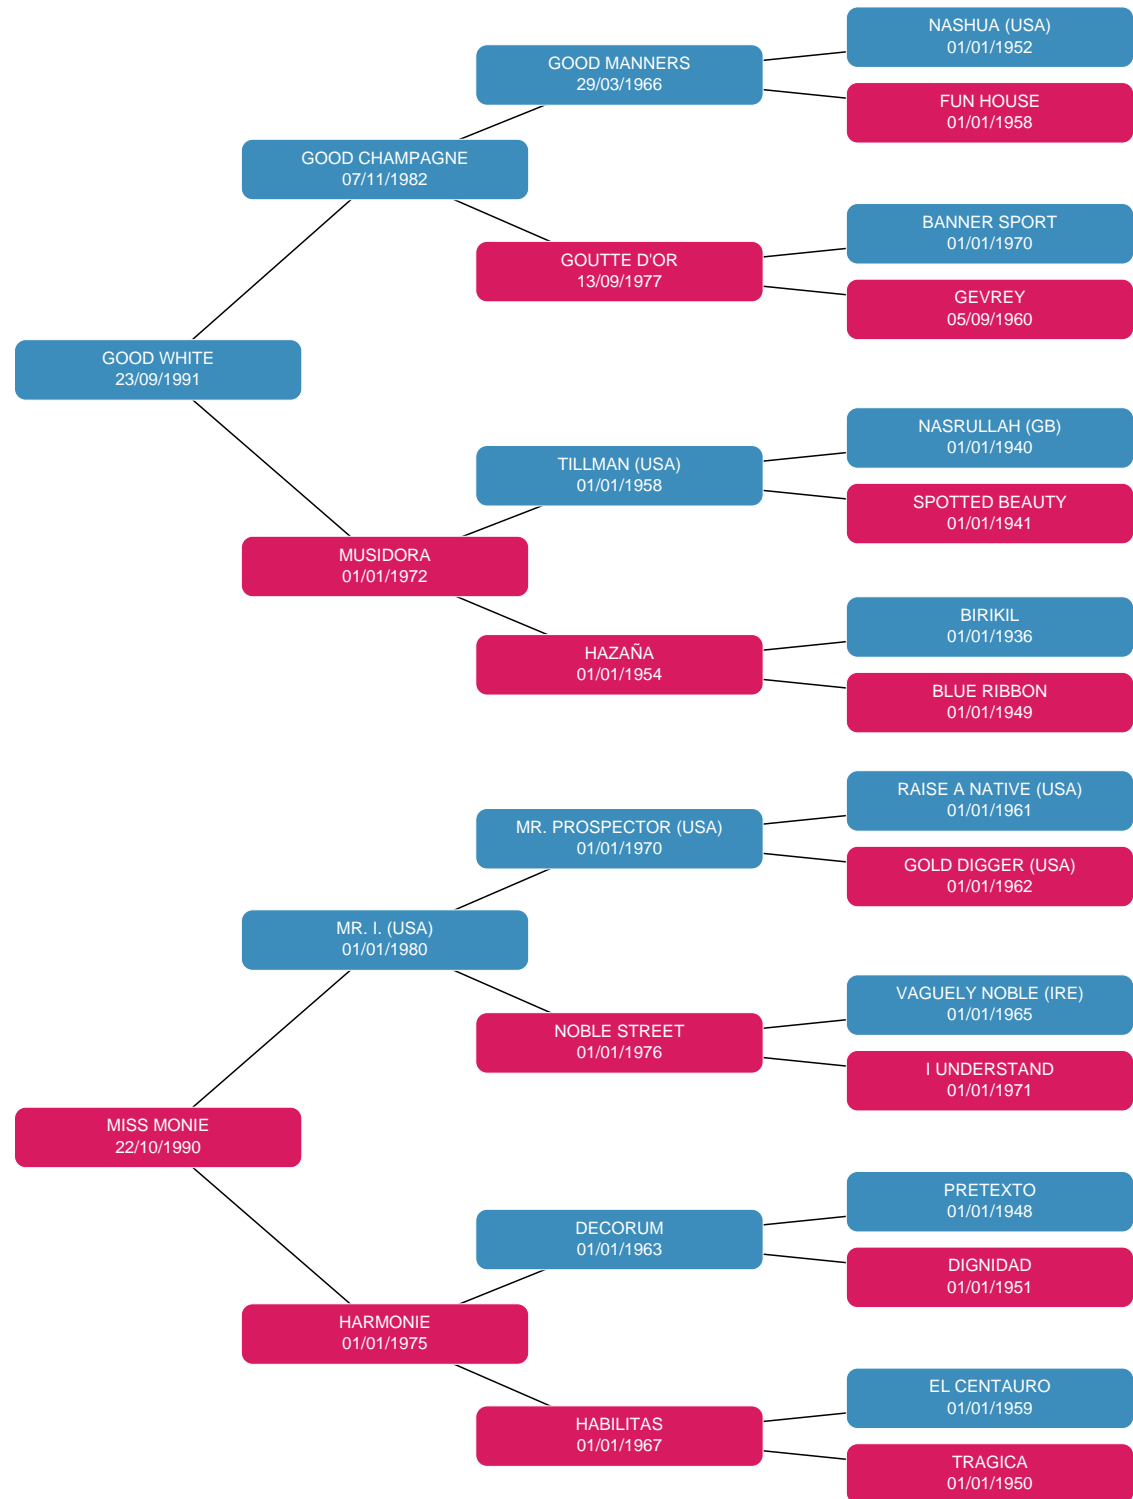 NASHUA (USA)
01/01/1952
GOOD MANNERS
29/03/1966
FUN HOUSE
01/01/1958
GOOD CHAMPAGNE
07/11/1982
BANNER SPORT
01/01/1970
GOUTTE D'OR
13/09/1977
GEVREY
05/09/1960
GOOD WHITE
23/09/1991
NASRULLAH (GB)
01/01/1940
TILLMAN (USA)
01/01/1958
SPOTTED BEAUTY
01/01/1941
MUSIDORA
01/01/1972
BIRIKIL
01/01/1936
HAZAÑA
01/01/1954
BLUE RIBBON
01/01/1949
RAISE A NATIVE (USA)
01/01/1961
MR. PROSPECTOR (USA)
01/01/1970
GOLD DIGGER (USA)
01/01/1962
MR. I. (USA)
01/01/1980
VAGUELY NOBLE (IRE)
01/01/1965
NOBLE STREET
01/01/1976
I UNDERSTAND
01/01/1971
MISS MONIE
22/10/1990
PRETEXTO
01/01/1948
DECORUM
01/01/1963
DIGNIDAD
01/01/1951
HARMONIE
01/01/1975
EL CENTAURO
01/01/1959
HABILITAS
01/01/1967
TRAGICA
01/01/1950